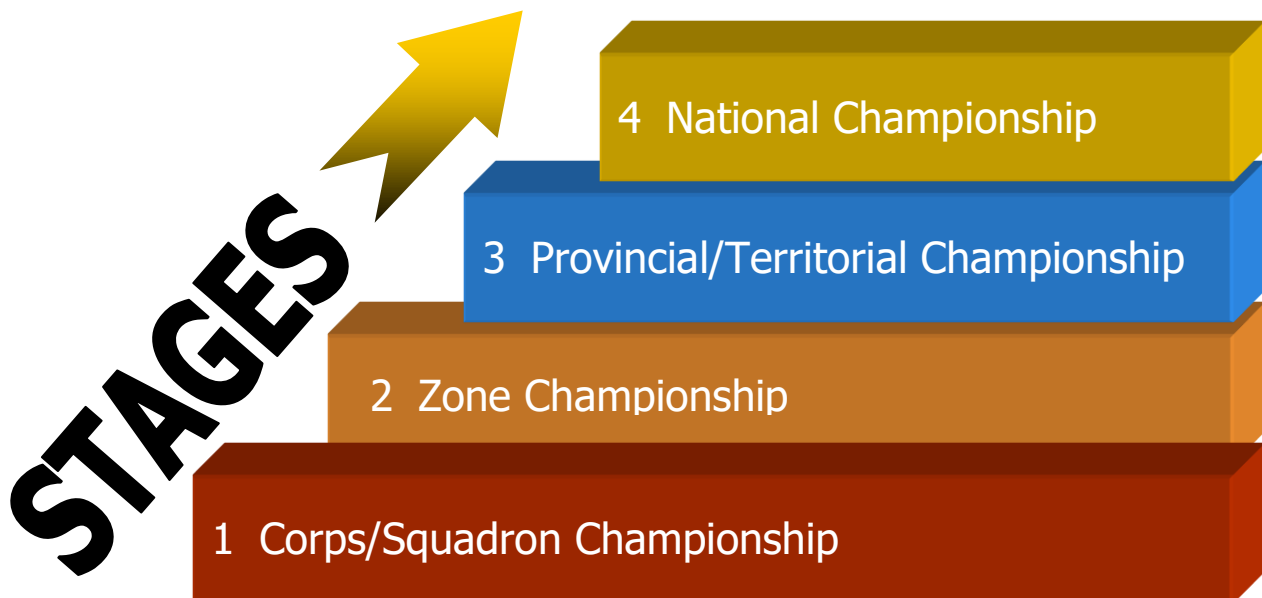 STAGES
4 National Championship
3 Provincial/Territorial Championship
2 Zone Championship
1 Corps/Squadron Championship